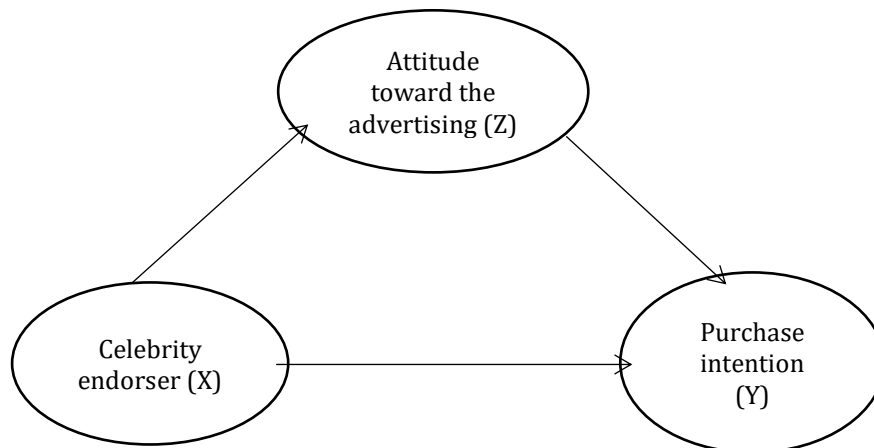 Attitude
toward the
advertising (Z)
Celebrity
endorser (X)
Purchase
intention
(Y)